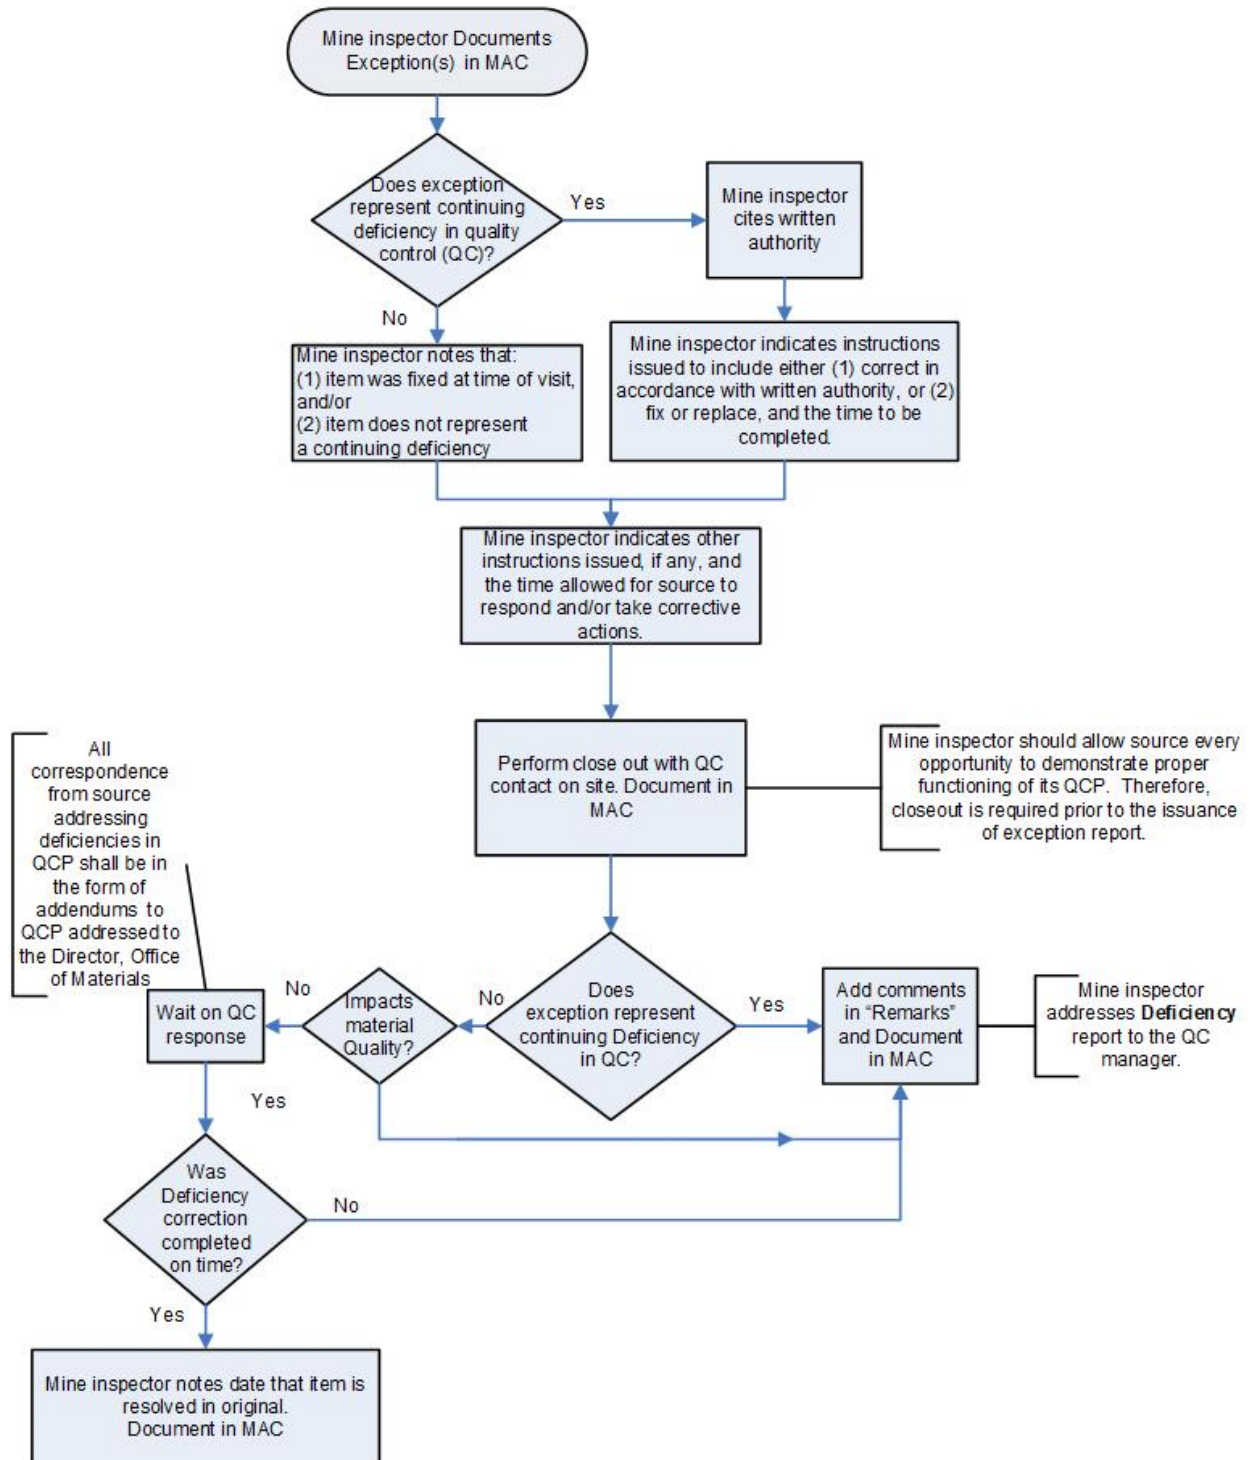 Mine inspector Documents
Exception(s) in MAC
Does exception
represent continuing
deficiency in quality
control (QC)?
Yes
Mine inspector
cites written
authority
No
Mine inspector notes that:
(1) item was fixed at time of visit,
and/or
(2) item does not represent
a continuing deficiency
Mine inspector indicates instructions
issued to include either (1) correct in
accordance with written authority, or (2)
fix or replace, and the time to be
completed.
Mine inspector indicates other
instructions issued, if any, and
the time allowed for source to
respond and/or take corrective
actions.
Perform close out with QC
contact on site. Document in
MAC
Mine inspector should allow source every
opportunity to demonstrate proper
functioning of its QCP. Therefore,
closeout is required prior to the issuance
of exception report.
All
correspondence
from source
addressing
deficiencies in
QCP shall be in
the form of
addendums to
QCP addressed to
the Director, Office
of Materials
Does
exception represent
continuing Deficiency
in QC?
Yes
Add comments
in “Remarks”
and Document
in MAC
Mine inspector
addresses Deficiency
report to the QC
manager.
No
Impacts
material
Quality?
No
Wait on QC
response
Yes
Was
Deficiency
correction
completed
on time?
No
Yes
Mine inspector notes date that item is
resolved in original.
Document in MAC